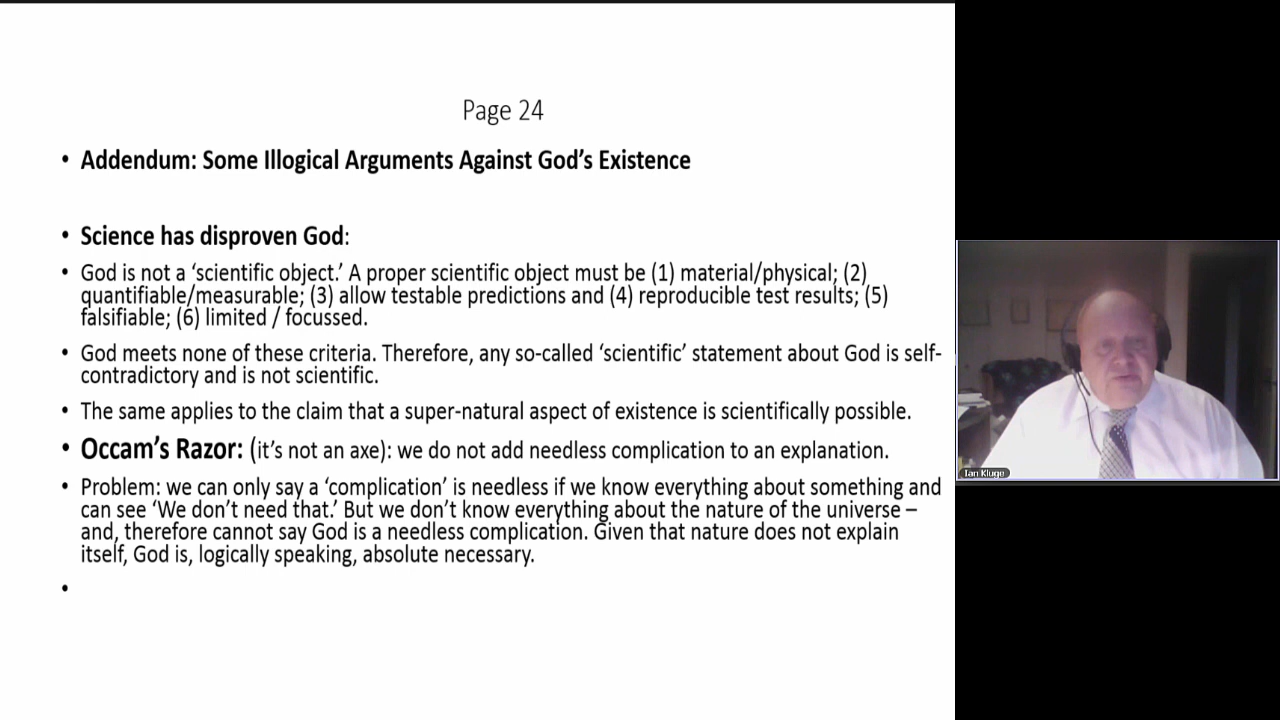 Page 24
• Addendum: Some Illogical Arguments Against God’s Existence
• Science has disproven God:
• God is not a ‘scientific object.’ A proper scientific object must be (1) material/physical; (2)
quantifiable/measurable; (3) allow testable predictions and (4) reproducible test results; (5)
falsifiable; (6) limited / focussed.
• God meets none of these criteria. Therefore, any so-called ‘scientific’ statement about God is self-
contradictory and is not scientific.
• The same applies to the claim that a super-natural aspect of existence is scientifically possible.
• Occam’s Razor: (it’s not an axe): we do not add needless complication to an explanation.
• Problem: we can only say a ‘complication’ is needless if we know everything about something and
can see ‘We don’t need that.’ But we don’t know everything about the nature of the universe –
and, therefore cannot say God is a needless complication. Given that nature does not explain
itself, God is, logically speaking, absolute necessary.
•
Ian Kluge